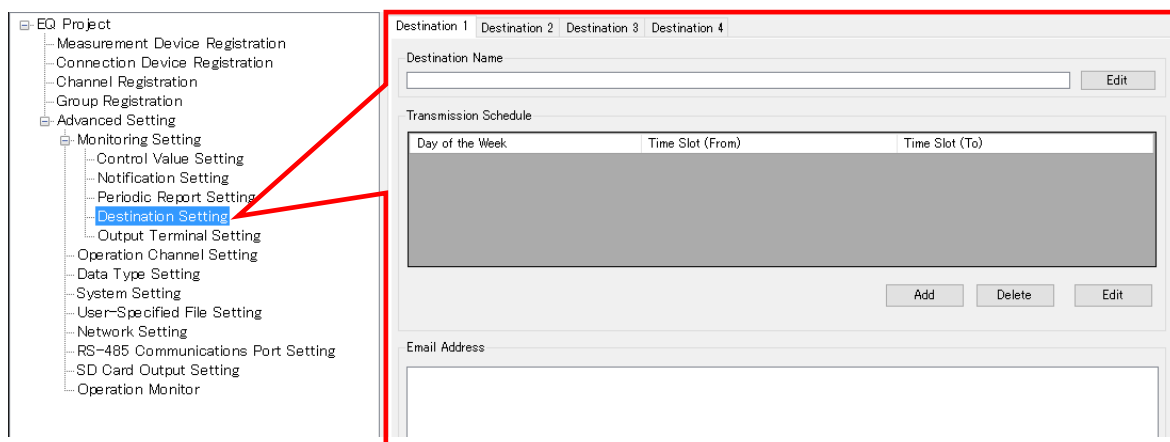 EQ Project
Measurement Device Registration
Connection Device Registration
Channel Registration
Group Registration
Advanced Setting
Monitoring Setting
Control Value Setting
Notification Setting
Periodic Report Setting
Destination Setting
Output Terminal Setting
Operation Channel Setting
Data Type Setting
System Setting
User-Specified File Setting
Network Setting
RS-485 Communications Port Setting
SD Card Output Setting
Operation Monitor
Destination 1 Destination 2 Destination 3 Destination 4
Destination Name
Edit
Transmission Schedule
Day of the Week Time Slot (From) Time Slot (To)
Add Delete Edit
Email Address